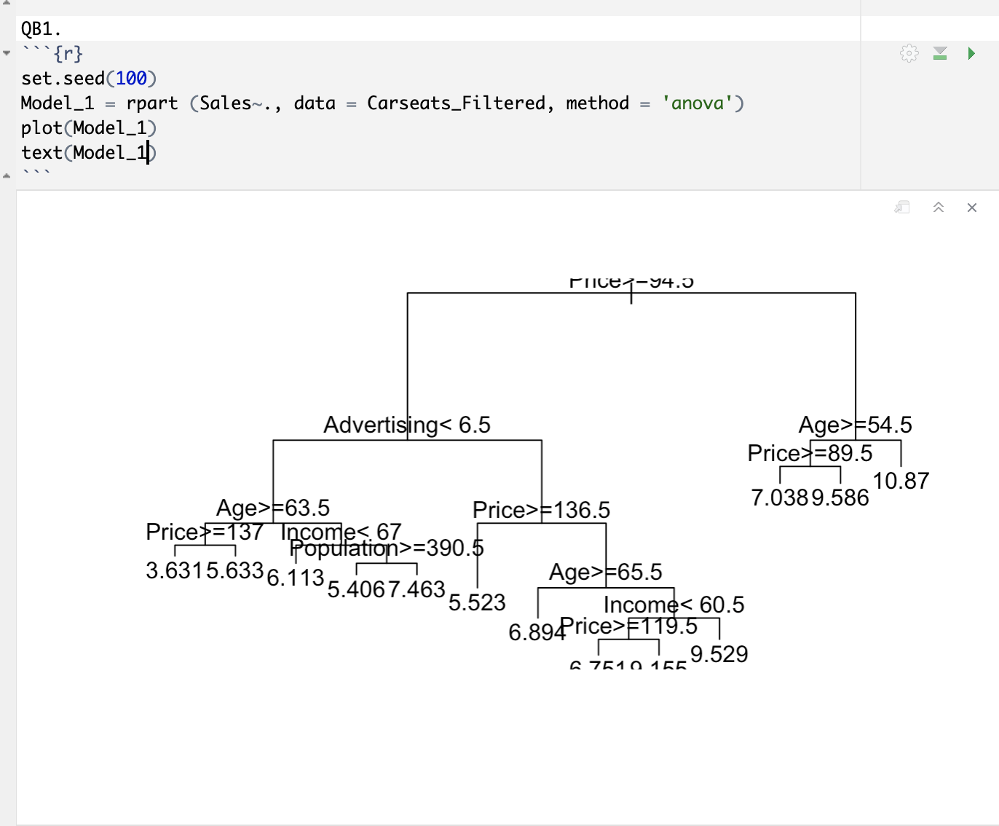 QB1.
```{r}
set.seed(100)
Model_1 = rpart (Sales~., data = Carseats_Filtered, method = 'anova')
plot(Model_1)
text(Model_1)
```
Price>=94.5
Advertising< 6.5
Age>=54.5
Price>=89.5
10.87
7.038 9.586
Age>=63.5
Price>=136.5
Price>=137 Income< 67
Population>=390.5
3.631 5.633 6.113 5.406 7.463 5.523
Age>=65.5
Income< 60.5
6.894 Price>=119.5
9.529
6.751 9.155